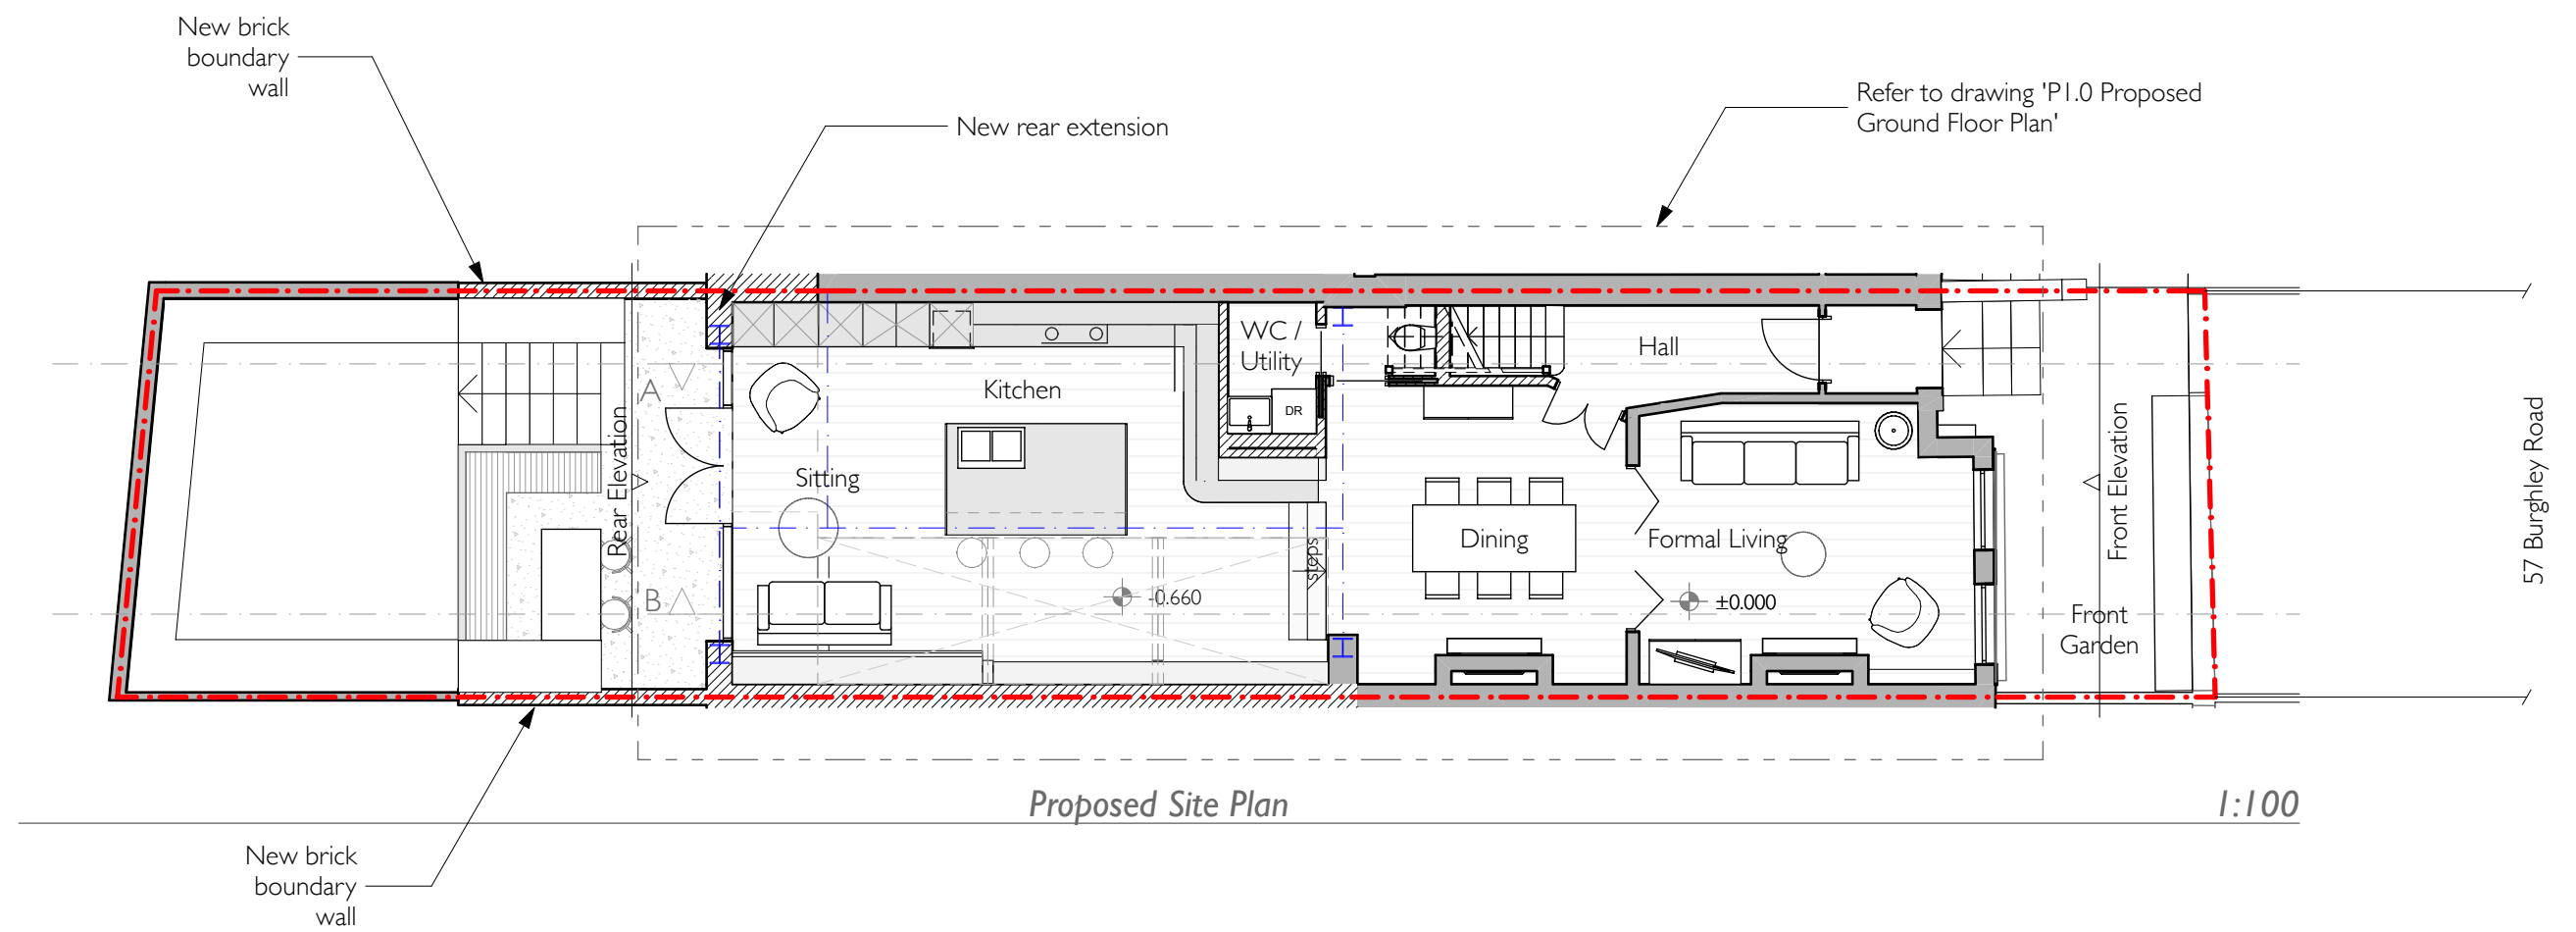 New brick
boundary
wall
New rear extension
Refer to drawing 'P1.0 Proposed
Ground Floor Plan'
WC /
Utility
Hall
Kitchen
A
DR
Sitting
Rear Elevation
Front Elevation
57 Burghley Road
Dining
Formal Living
steps
B
-0.660
±0.000
Front
Garden
Proposed Site Plan
1:100
New brick
boundary
wall